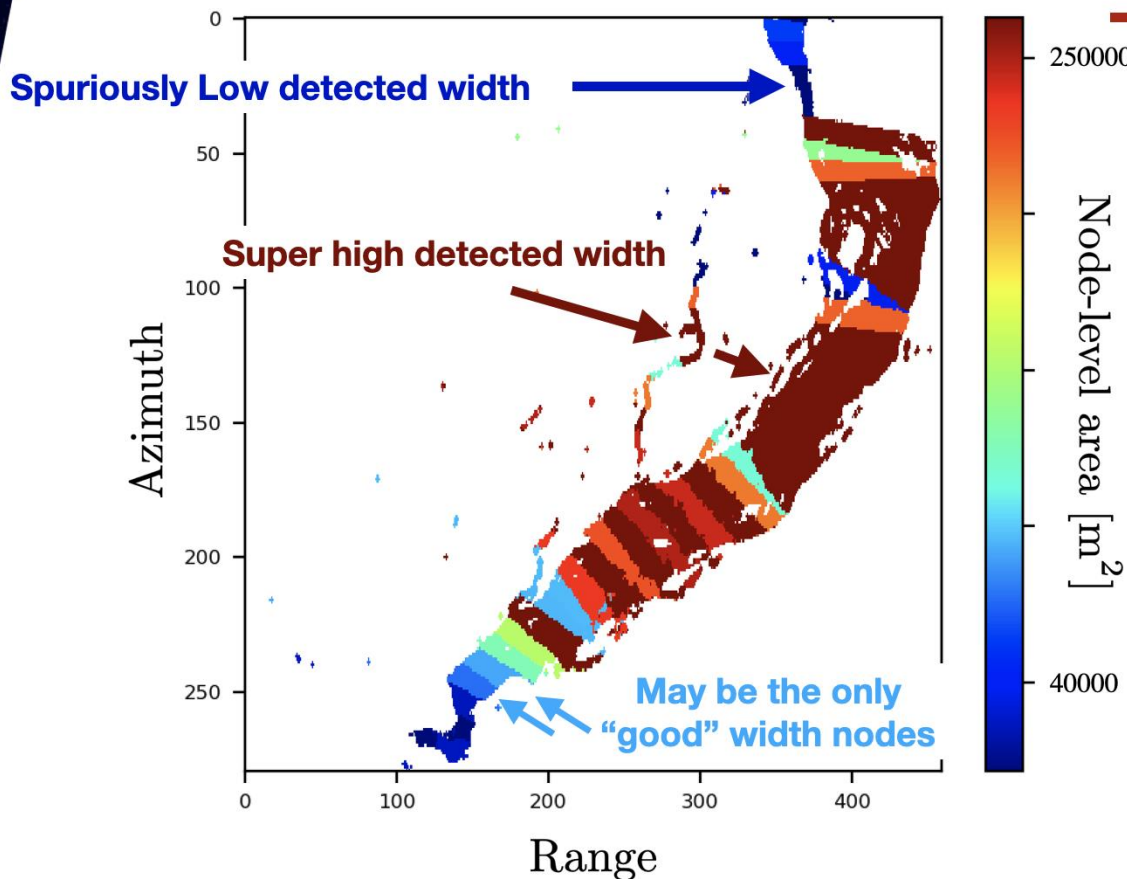 0
250000
Spuriously Low detected width
50
Super high detected width
100
Azimuth
150
Node-level area [m²]
200
250
May be the only
“good” width nodes
40000
0
100
200
300
400
Range